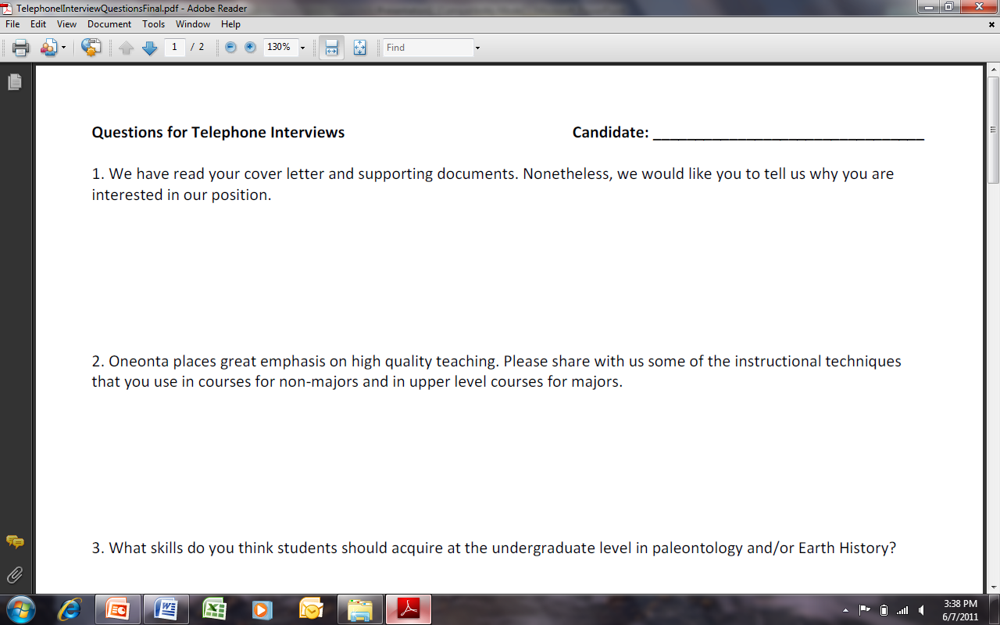 TelephoneInterviewQuestionsFinal.pdf - Adobe Reader
File Edit View Document Tools Window Help
1 / 2 130% Find
Questions for Telephone Interviews Candidate: ________________________________
1. We have read your cover letter and supporting documents. Nonetheless, we would like you to tell us why you are
interested in our position.
2. Oneonta places great emphasis on high quality teaching. Please share with us some of the instructional techniques
that you use in courses for non-majors and in upper level courses for majors.
3. What skills do you think students should acquire at the undergraduate level in paleontology and/or Earth History?
3:38 PM
6/7/2011